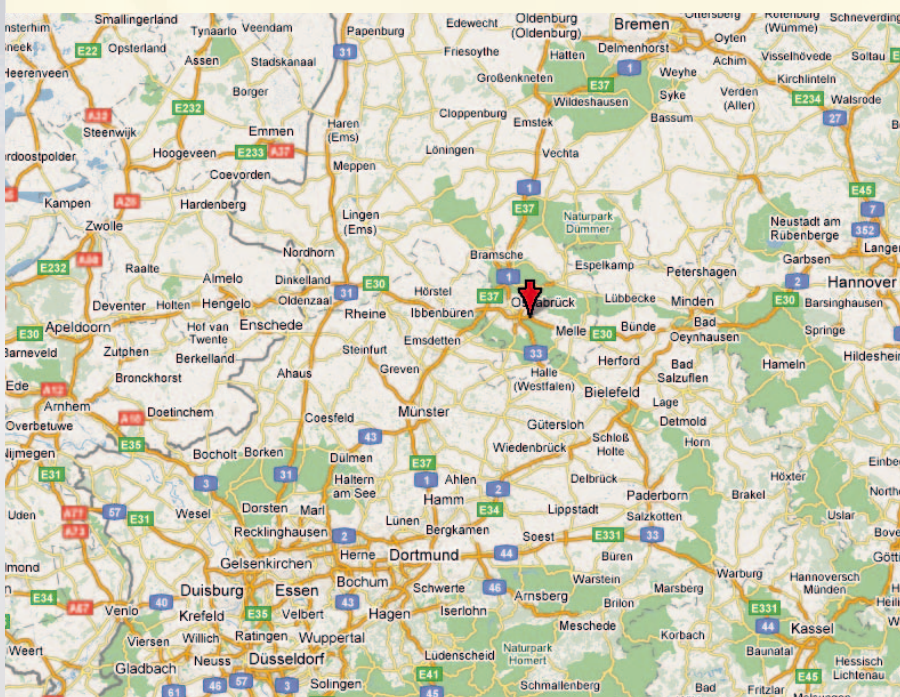 Smallingerland
Tynaarlo
Veendam
Papenburg
Edewecht
Oldenburg
(Oldenburg)
Bremen
Rotenburg
(Wümme)
Schneverding
E22
Opsterland
Assen
Stadskanaal
31
Friesoythe
Hatten
Delmenhorst
Oyten
Achim
Visselhövede
Soltau
Heerenveen
Borger
Großenkneten
E37
1
Weyhe
Syke
Verden
(Aller)
Kirchlinteln
E234
Walsrode
E232
Wildeshausen
Cloppenburg
Emstek
Bassum
27
Steenwijk
Emmen
Haren
(Ems)
Hoogeveen
E233
A37
Meppen
Löningen
Vechta
Coevorden
Kampen
A28
Hardenberg
Lingen
(Ems)
1
E37
Naturpark
Dümmer
E45
7
Zwolle
Neustadt am
Rübenberge
352
Nordhorn
Bramsche
Garbsen
E232
Raalte
Almelo
Dinkelland
E30
1
Espelkamp
Petershagen
2
Hannover
Deventer
Holten
Hengelo
Oldenzaal
31
Hörstel
E37
Lübbecke
Minden
E30
Barsinghausen
Rheine
Ibbenbüren
E30
Apeldoorn
Hof van
Twente
Enschede
Melle
E30
Bünde
Bad
Oeynhausen
Springe
Barneveld
Zutphen
Berkelland
Steinfurt
Emsdetten
33
Herford
Bad
Salzuflen
Hameln
Ede
Bronckhorst
Ahaus
Greven
Halle
(Westfalen)
Bielefeld
A12
Arnhem
Doetinchem
Münster
Lage
Overbetuwe
Coesfeld
Gütersloh
Detmold
E35
43
Wiedenbrück
Schloß
Holte
Horn
Nijmegen
Bocholt
Borken
Dülmen
E37
E31
3
31
Haltern
am See
1
Ahlen
2
Delbrück
Höxter
Uden
57
E31
Wesel
Dorsten
Marl
Hamm
E34
Lippstadt
Paderborn
Brakel
Uslar
A73
Recklinghausen
2
Lünen
Bergkamen
Soest
E331
Salzkotten
33
Gelsenkirchen
Herne
Dortmund
44
Büren
Warburg
E34
A67
Venlo
40
Duisburg
Essen
Bochum
Schwerte
46
Arnsberg
Warstein
Marsberg
Hannoversch
Münden
Krefeld
E35
Velbert
43
Hagen
Iserlohn
Brilon
E331
Viersen
Willich
Ratingen
Wuppertal
Meschede
Korbach
44
Kassel
Gladbach
Neuss
Düsseldorf
Lüdenscheid
Naturpark
Homert
Baunatal
Hessisch
Lichtenau
61
46
57
3
Solingen
E41
45
Schmallenberg
Bad
Fritzlar
E45